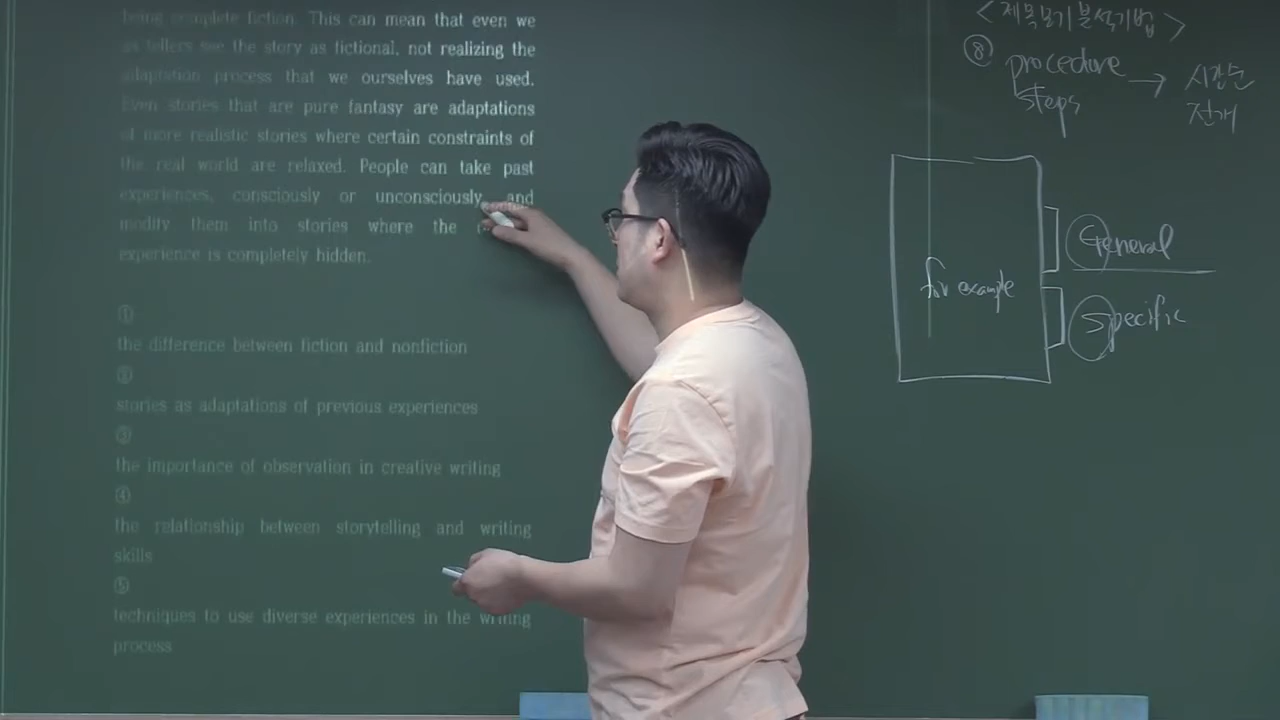 being complete fiction. This can mean that even we
as tellers see the story as fictional, not realizing the
adaptation process that we ourselves have used.
Even stories that are pure fantasy are adaptations
of more realistic stories where certain constraints of
the real world are relaxed. People can take past
experiences, consciously or unconsciously, and
modify them into stories where the
experience is completely hidden.
①
the difference between fiction and nonfiction
②
stories as adaptations of previous experiences
③
the importance of observation in creative writing
④
the relationship between storytelling and writing
skills
⑤
techniques to use diverse experiences in the writing
process
<제목보기분석기법>
⑧ procedure → 시간순
steps 전개
for example
General
Specific